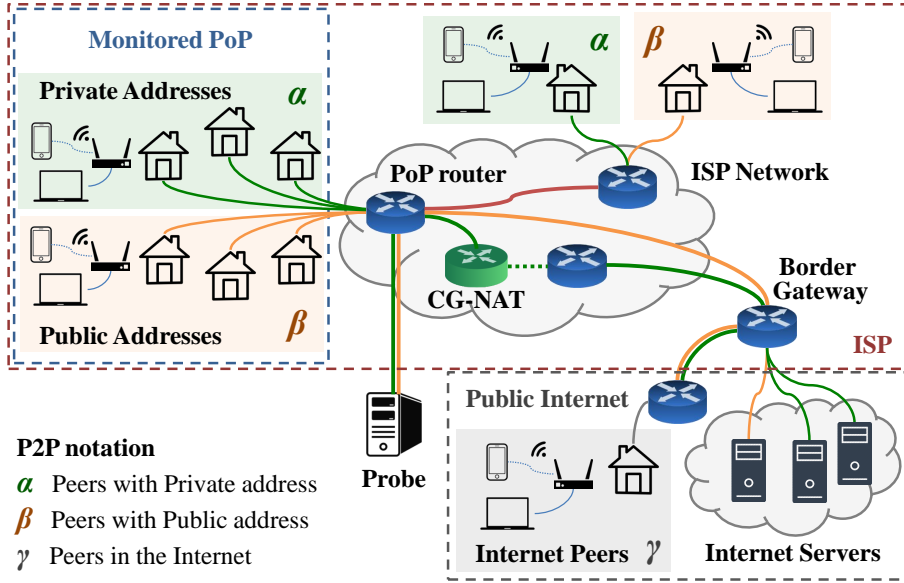 Monitored PoP
Private Addresses
α
α
β
PoP router
ISP Network
CG-NAT
Border
Gateway
Public Addresses
β
ISP
Public Internet
Probe
P2P notation
α Peers with Private address
β Peers with Public address
γ Peers in the Internet
Internet Peers γ
Internet Servers